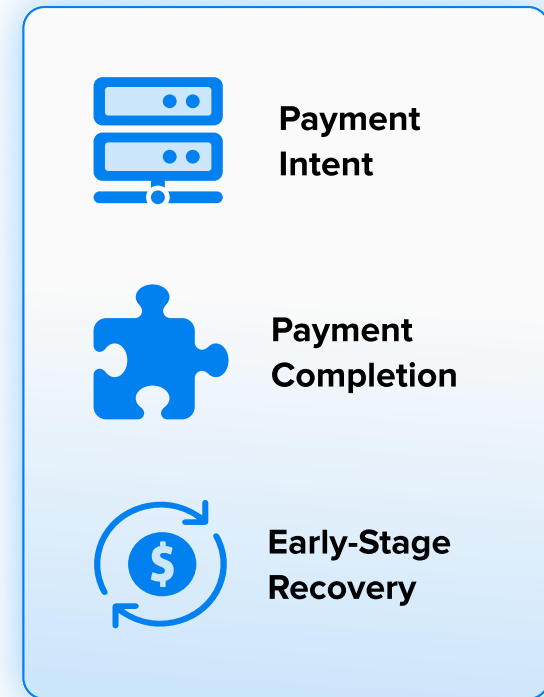 Payment
Intent
Payment
Completion
$
Early-Stage
Recovery